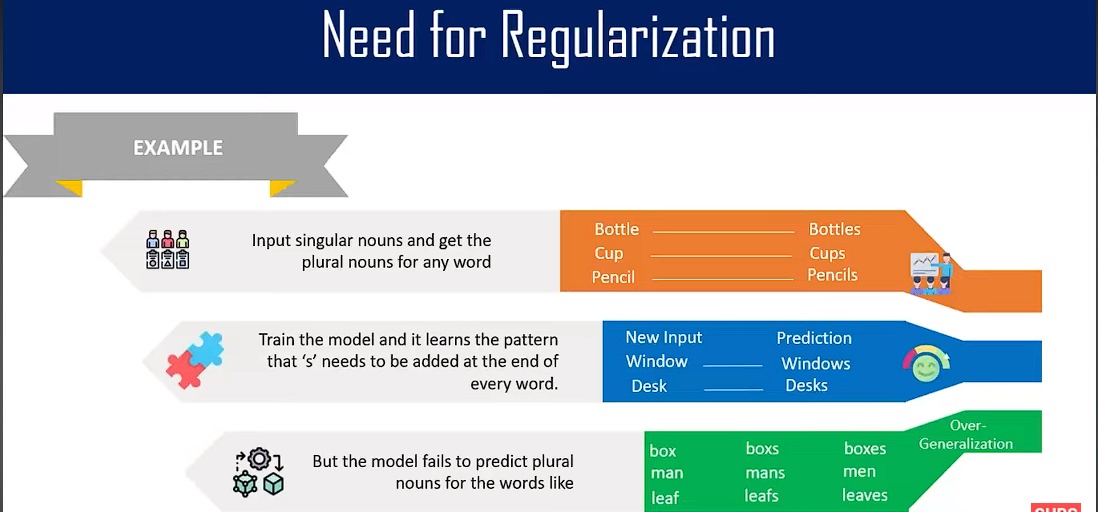 Need for Regularization
EXAMPLE
Input singular nouns and get the
plural nouns for any word
Bottle Bottles
Cup Cups
Pencil Pencils
Train the model and it learns the pattern
that ‘s’ needs to be added at the end of
every word.
New Input Prediction
Window Windows
Desk Desks
But the model fails to predict plural
nouns for the words like
box boxs boxes
man mans men
leaf leafs leaves
Over-
Generalization